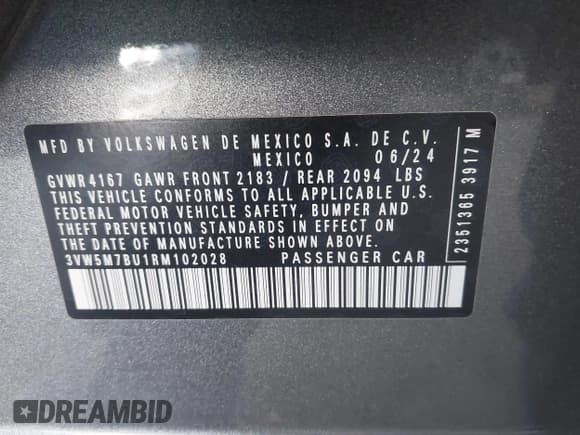 MFD BY VOLKSWAGEN DE MEXICO S.A. DE C.V.
MEXICO 06/24
GVWR 4167 GAWR FRONT 2183 / REAR 2094 LBS
THIS VEHICLE CONFORMS TO ALL APPLICABLE U.S.
FEDERAL MOTOR VEHICLE SAFETY, BUMPER AND
THEFT PREVENTION STANDARDS IN EFFECT ON
THE DATE OF MANUFACTURE SHOWN ABOVE.
3VW5M7BU1RM102028 PASSENGER CAR
2351365 3917 M
DREAMBID